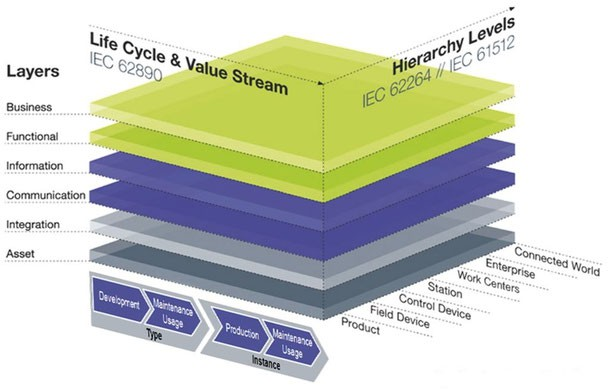 Life Cycle & Value Stream
IEC 62890
Hierarchy Levels
IEC 62264 // IEC 61512
Layers
Business
Functional
Information
Communication
Integration
Asset
Connected World
Enterprise
Work Centers
Station
Control Device
Field Device
Product
Development
Maintenance
Usage
Type
Production
Maintenance
Usage
Instance